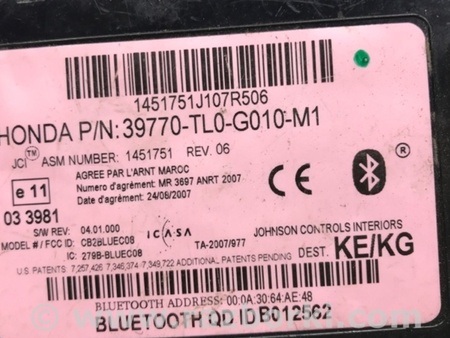 1451751J107R506
HONDA P/N: 39770-TL0-G010-M1
JCI™ ASM NUMBER: 1451751 REV. 06
AGREE PAR L'ARNT MAROC
Numéro d'agrément: MR 3697 ANRT 2007
Date d'agrément: 24/08/2007
e 11
03 3981
CE
®
S/W REV: 04.01.000
MODEL # / FCC ID: CB2BLUEC08
IC: 279B-BLUEC08
ICASA
TA-2007/977
JOHNSON CONTROLS INTERIORS
DEST. KE/KG
U.S. PATENTS 7,257,426 7,346,374 7,349,722 ADDITIONAL PATENTS PENDING
BLUETOOTH ADDRESS: 00:0A:30:64:AE:48
BLUETOOTH QD ID B012562